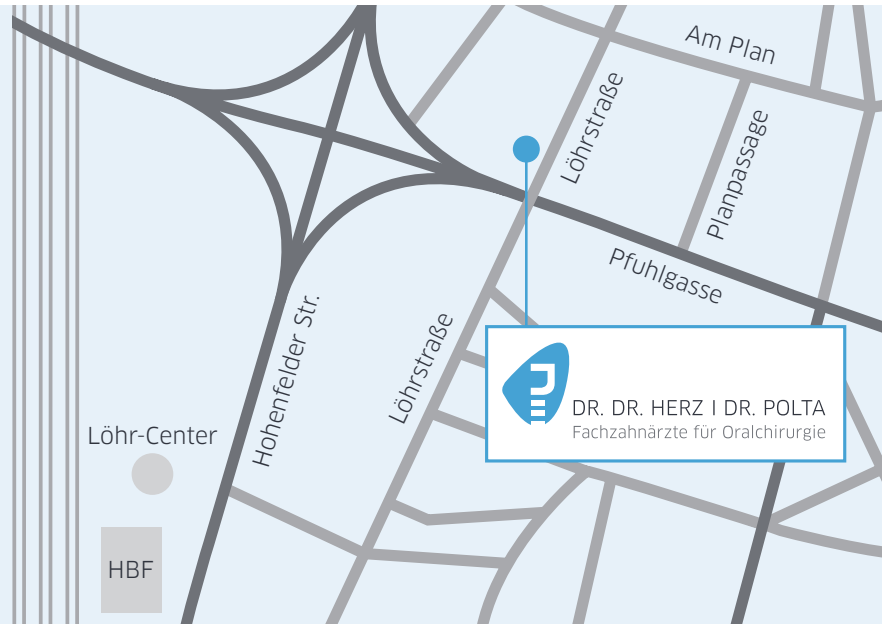 Am Plan
Löhrstraße
Planpassage
Pfuhlgasse
Hohenfelder Str.
Löhrstraße
DR. DR. HERZ I DR. POLTA
Fachzahnärzte für Oralchirurgie
Löhr-Center
HBF